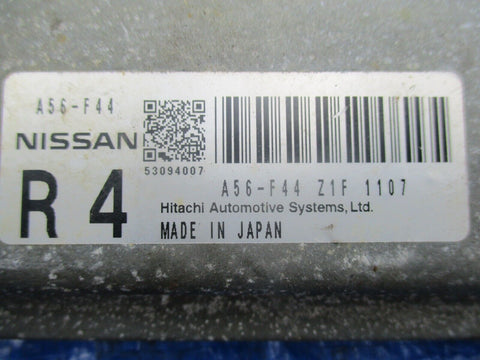 A56-F44
NISSAN
53094007
R 4
A56-F44 Z1F 1107
Hitachi Automotive Systems, Ltd.
MADE IN JAPAN